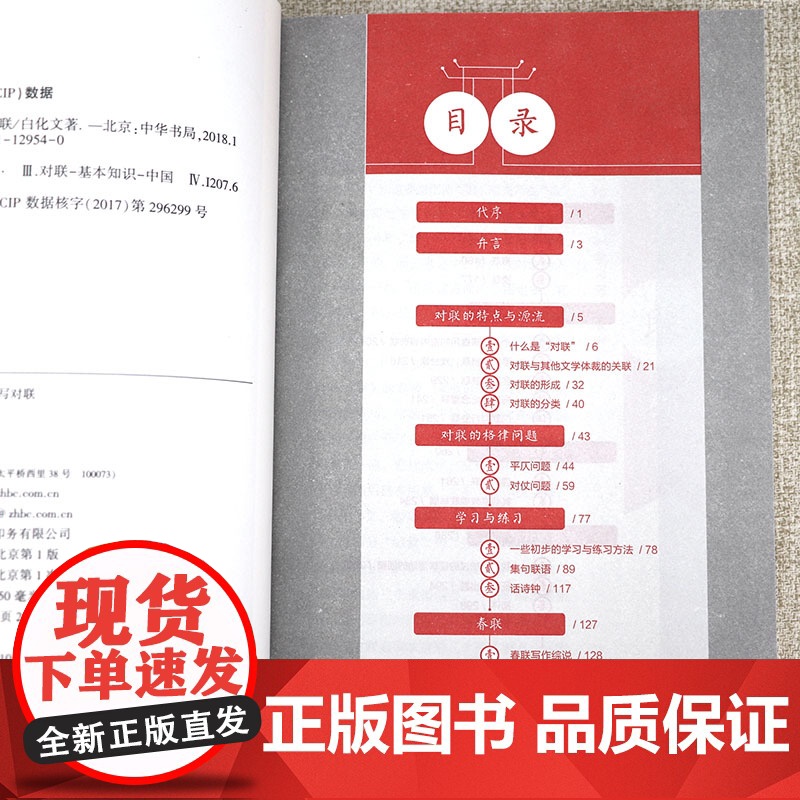 CIP)数据
联/白化文著.—北京:中华书局,2018.1
-12954-0
Ⅲ.对联-基本知识-中国 Ⅳ.I207.6
CIP 数据核字(2017)第 296299 号
写对联
太平桥西里 38 号 100073)
zhbc.com.cn
@ zhbc.com.cn
印务有限公司
北京第 1 版
北京第 1
50 毫
页 2
目录
代序 / 1
弁言 / 3
对联的特点与源流 / 5
壹 什么是“对联” / 6
贰 对联与其他文学体裁的关联 / 21
叁 对联的形成 / 32
肆 对联的分类 / 40
对联的格律问题 / 43
壹 平仄问题 / 44
贰 对仗问题 / 59
学习与练习 / 77
壹 一些初步的学习与练习方法 / 78
贰 集句联语 / 89
叁 话诗钟 / 117
春联 / 127
壹 春联写作综说 / 128
现货
全新正版直发
正版图书 品质保证